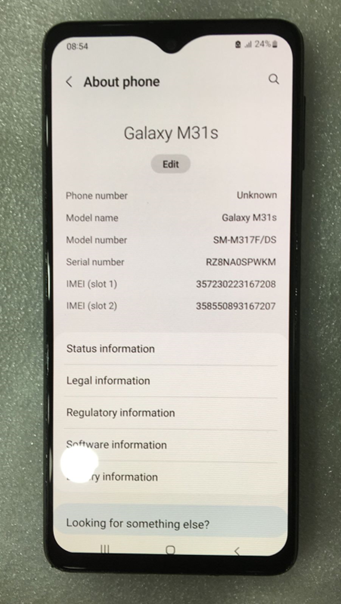 08:54 24%
About phone
Galaxy M31s
Edit
Phone number Unknown
Model name Galaxy M31s
Model number SM-M317F/DS
Serial number RZ8NA0SPWKM
IMEI (slot 1) 357230223167208
IMEI (slot 2) 358550893167207
Status information
Legal information
Regulatory information
Software information
information
Looking for something else?